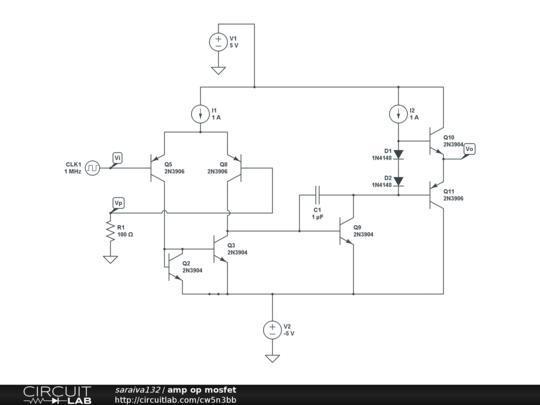 V1
5 V
I1
1 A
I2
1 A
CLK1
1 MHz
Vi
Q5
2N3906
Q8
2N3906
D1
1N4148
Q10
2N3904
Vo
D2
1N4148
Q11
2N3906
Vp
R1
100 Ω
C1
1 µF
Q9
2N3904
Q3
2N3904
Q2
2N3904
V2
-5 V
CIRCUIT LAB
saraiva132 / amp op mosfet
http://circuitlab.com/cw5n3bb